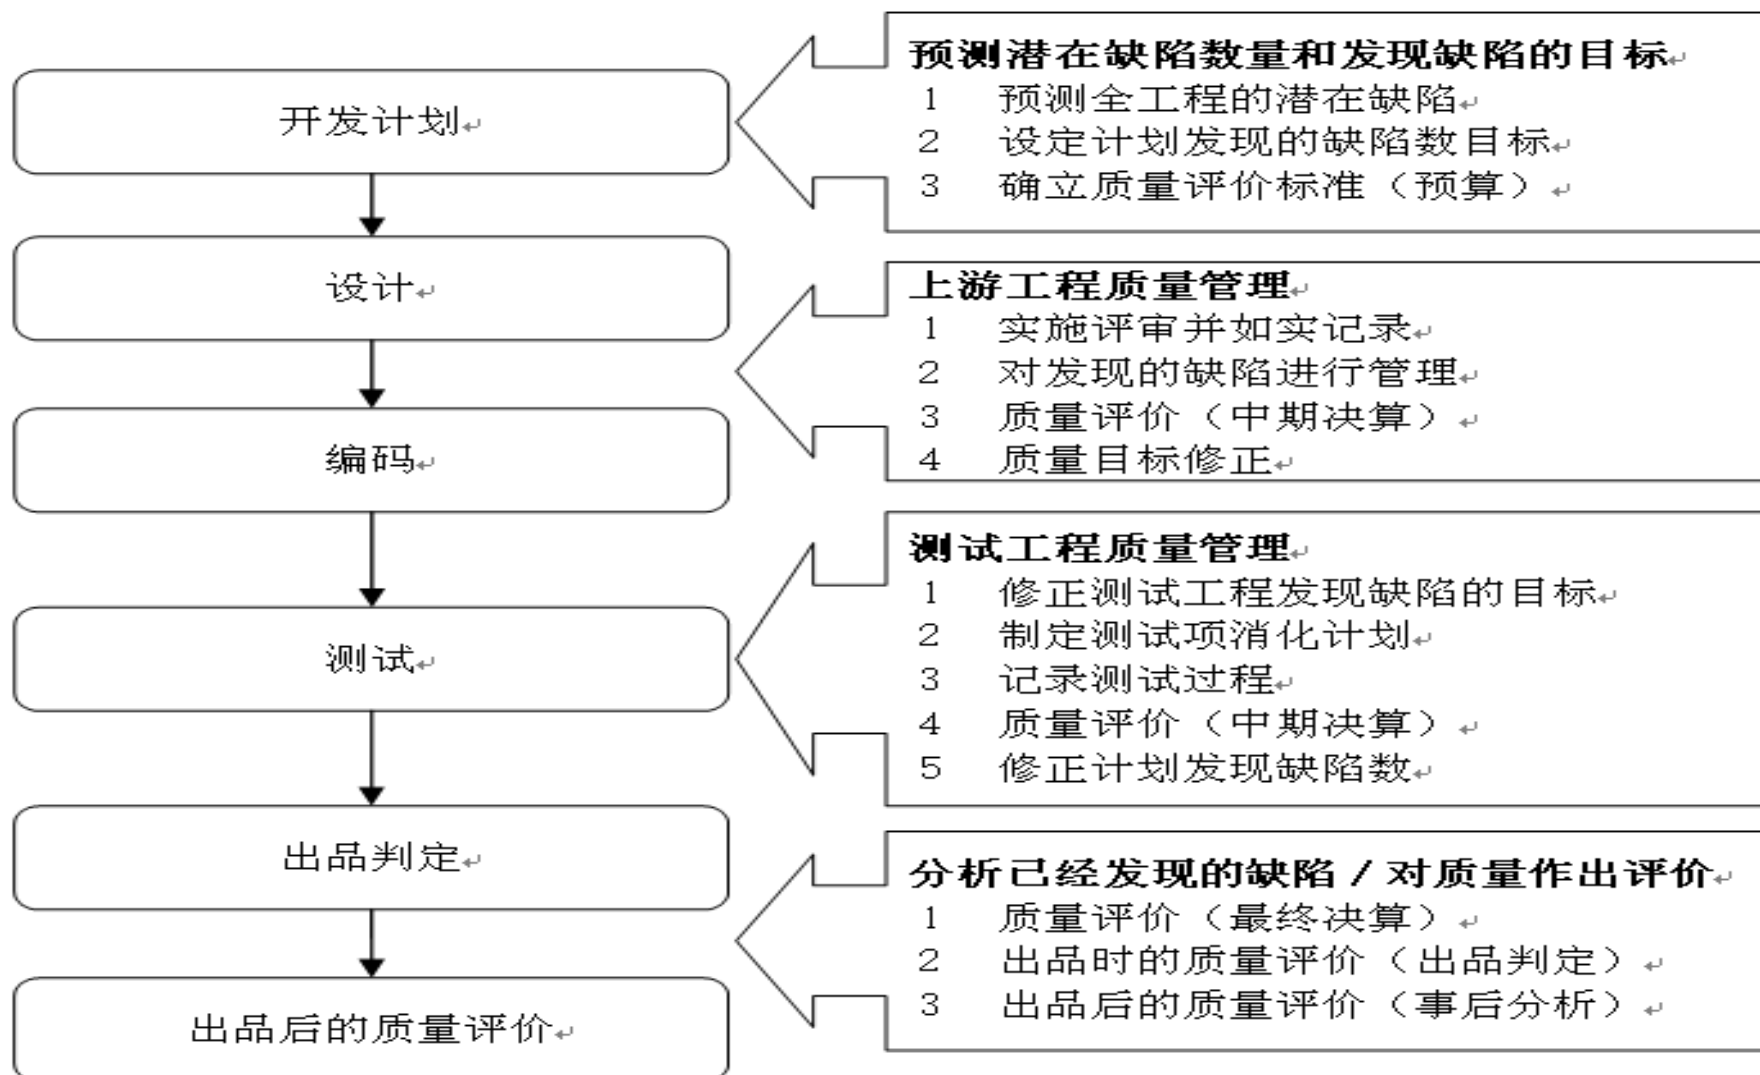 开发计划
预测潜在缺陷数量和发现缺陷的目标
1 预测全工程的潜在缺陷
2 设定计划发现的缺陷数目标
3 确立质量评价标准（预算）
设计
编码
上游工程质量管理
1 实施评审并如实记录
2 对发现的缺陷进行管理
3 质量评价（中期决算）
4 质量目标修正
测试
测试工程质量管理
1 修正测试工程发现缺陷的目标
2 制定测试项消化计划
3 记录测试过程
4 质量评价（中期决算）
5 修正计划发现缺陷数
出品判定
出品后的质量评价
分析已经发现的缺陷／对质量作出评价
1 质量评价（最终决算）
2 出品时的质量评价（出品判定）
3 出品后的质量评价（事后分析）